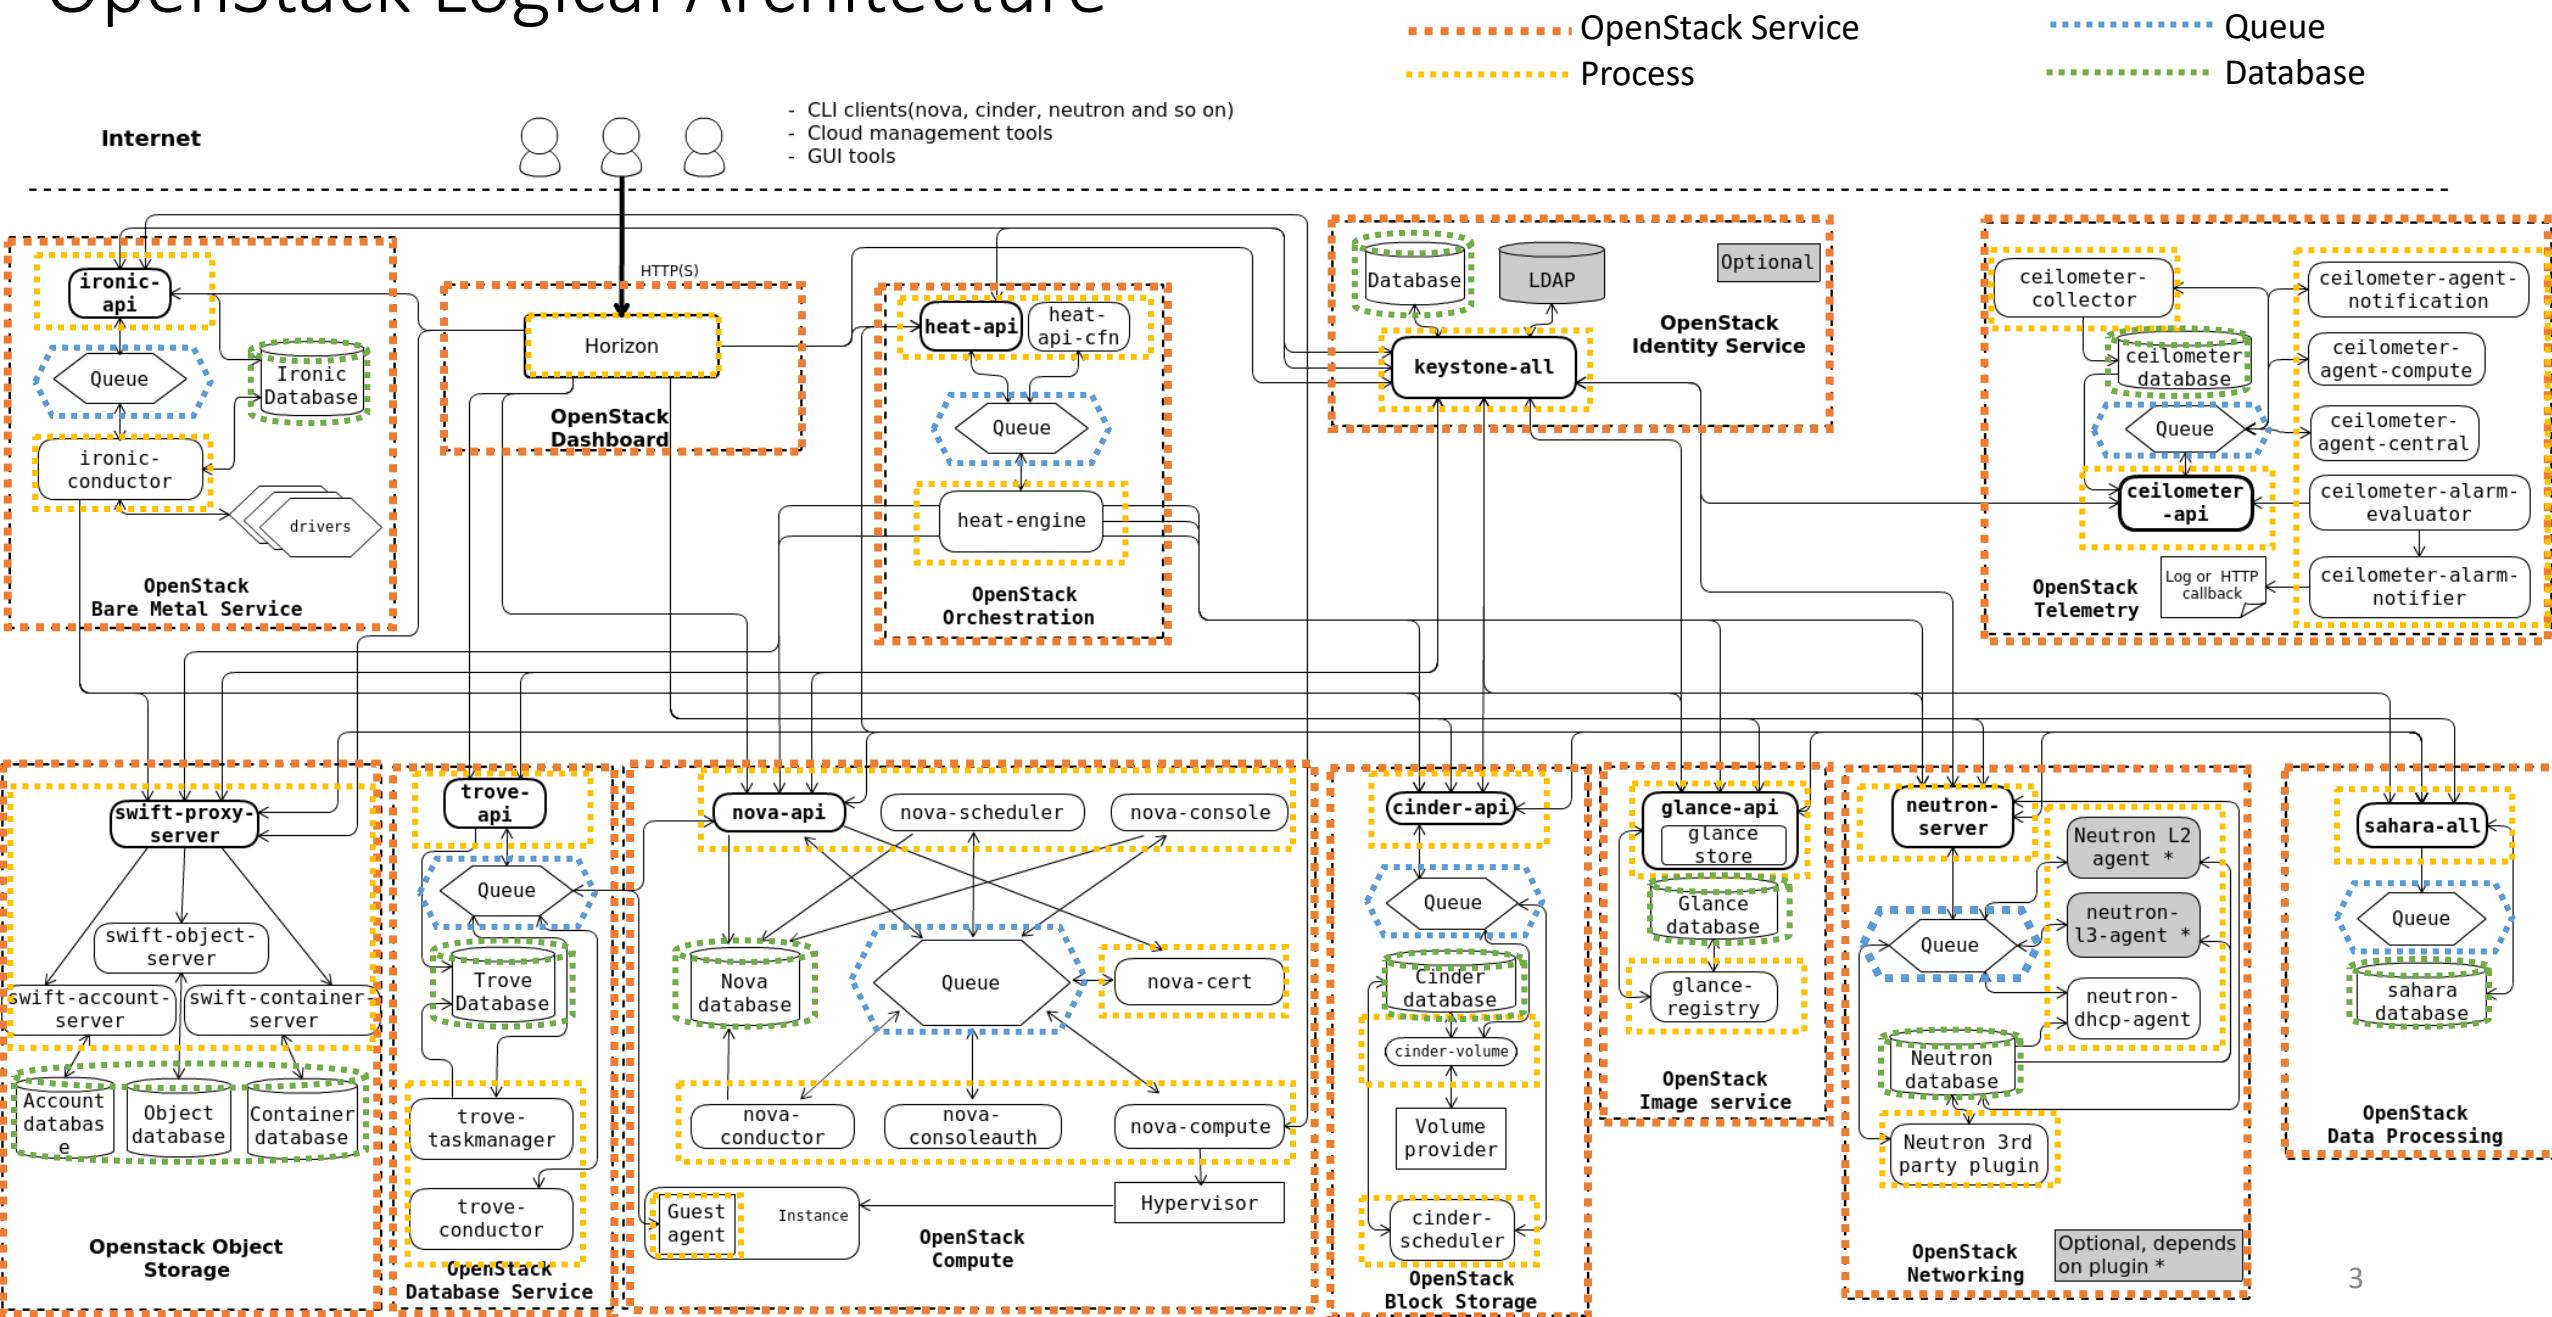 OpenStack Logical Architecture
OpenStack Service
Process
Queue
Database
Internet
- CLI clients(nova, cinder, neutron and so on)
- Cloud management tools
- GUI tools
HTTP(S)
ironic-
api
Queue
Ironic
Database
ironic-
conductor
drivers
OpenStack
Bare Metal Service
Horizon
OpenStack
Dashboard
heat-api
heat-
api-cfn
Queue
heat-engine
OpenStack
Orchestration
Database
LDAP
Optional
OpenStack
Identity Service
keystone-all
ceilometer-
collector
ceilometer
database
Queue
ceilometer
-api
ceilometer-agent-
notification
ceilometer-
agent-compute
ceilometer-
agent-central
ceilometer-alarm-
evaluator
ceilometer-alarm-
notifier
Log or HTTP
callback
OpenStack
Telemetry
swift-proxy-
server
swift-object-
server
swift-account-
server
swift-container-
server
Account
databas
e
Object
database
Container
database
Openstack Object
Storage
trove-
api
Queue
Trove
Database
trove-
taskmanager
trove-
conductor
OpenStack
Database Service
nova-api
nova-scheduler
nova-console
Nova
database
Queue
nova-cert
nova-
conductor
nova-
consoleauth
nova-compute
Hypervisor
Guest
agent
Instance
OpenStack
Compute
cinder-api
Queue
Cinder
database
cinder-volume
Volume
provider
cinder-
scheduler
OpenStack
Block Storage
glance-api
glance
store
Glance
database
glance-
registry
OpenStack
Image service
neutron-
server
Neutron L2
agent *
neutron-
l3-agent *
Queue
neutron-
dhcp-agent
Neutron
database
Neutron 3rd
party plugin
OpenStack
Networking
Optional, depends
on plugin *
sahara-all
Queue
sahara
database
OpenStack
Data Processing
3